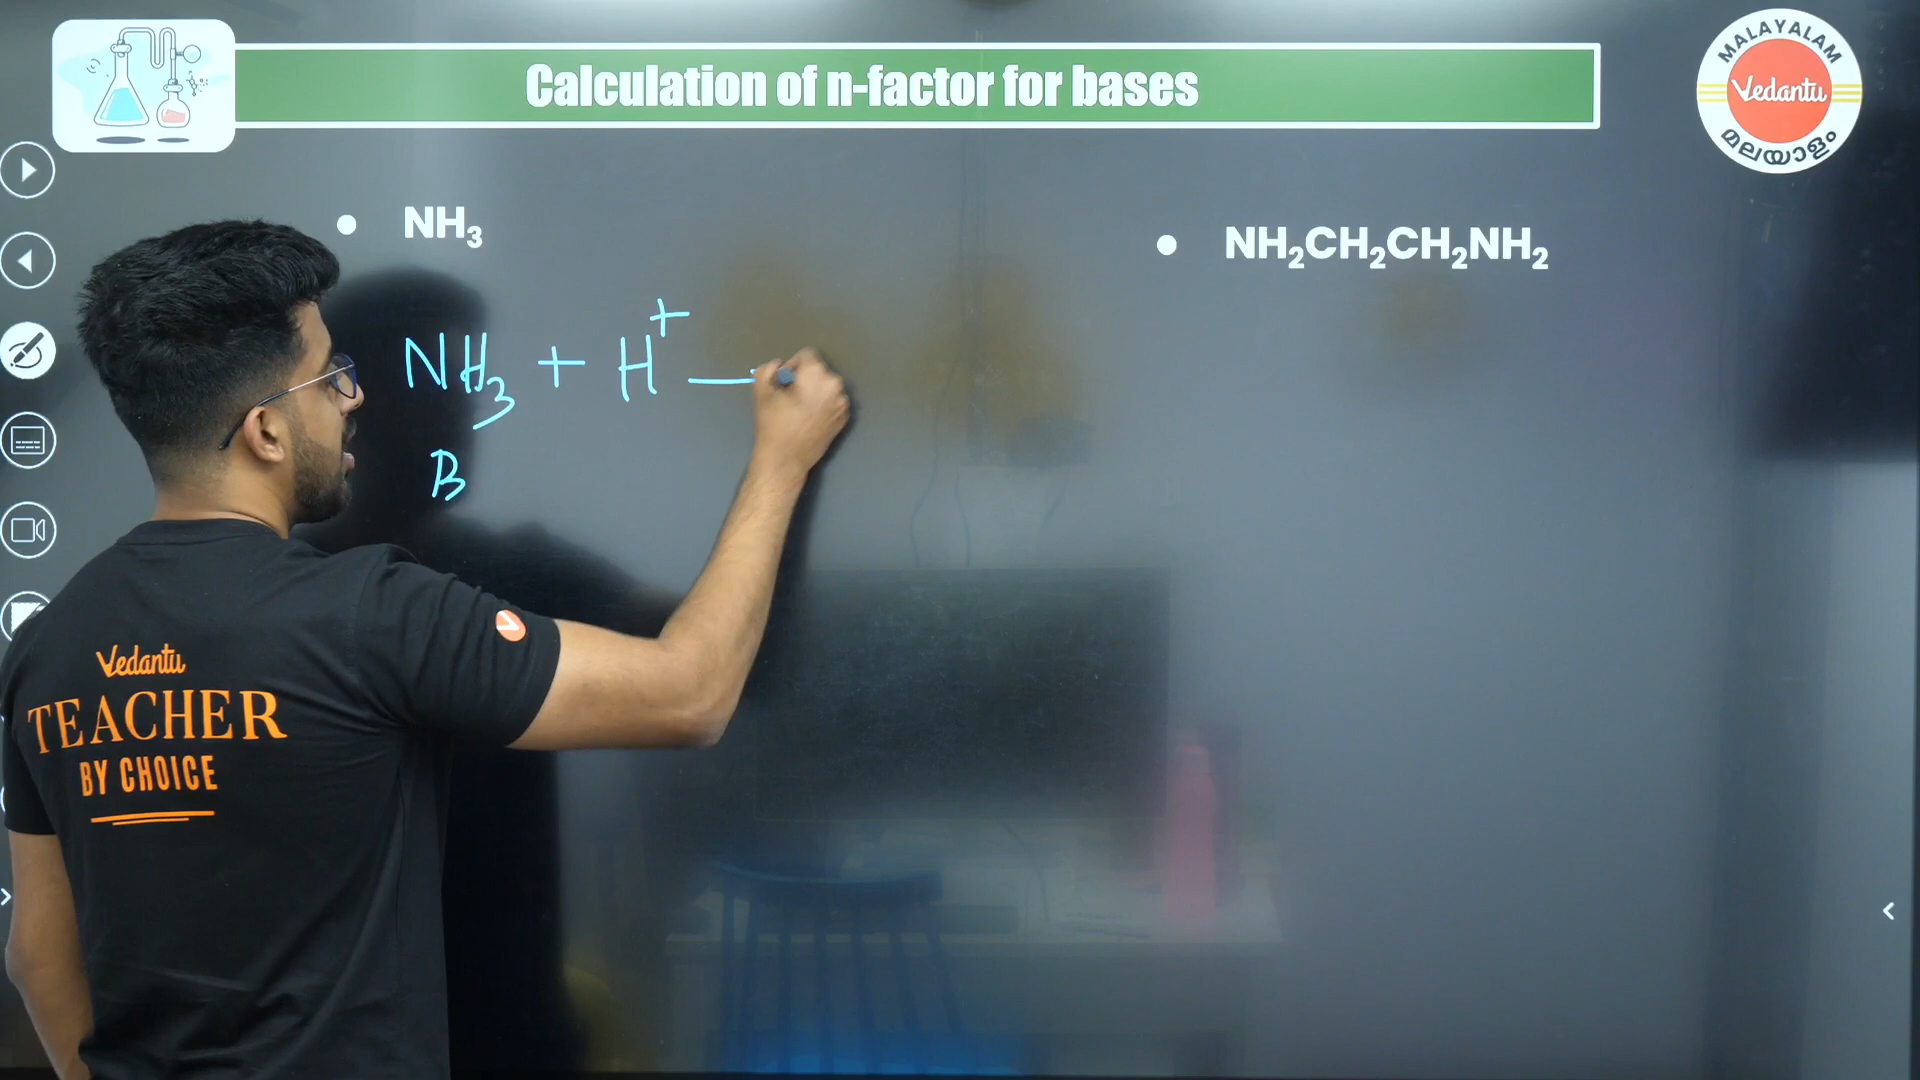 Calculation of n-factor for bases
MALAYALAM
Vedantu
മലയാളം
• NH₃
• NH₂CH₂CH₂NH₂
NH₃ + H⁺ —
B
Vedantu
TEACHER
BY CHOICE